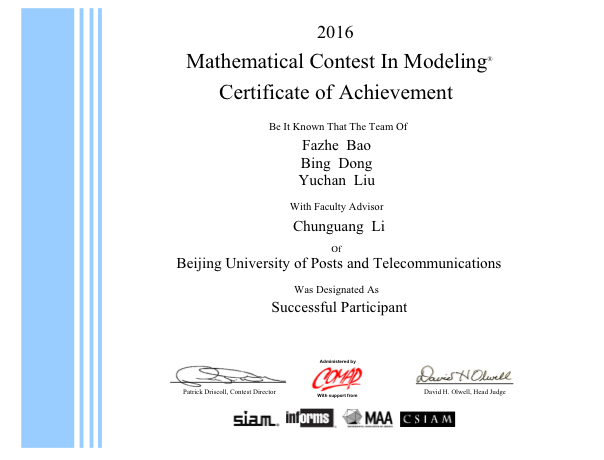 2016
Mathematical Contest In Modeling®
Certificate of Achievement
Be It Known That The Team Of
Fazhe Bao
Bing Dong
Yuchan Liu
With Faculty Advisor
Chunguang Li
Of
Beijing University of Posts and Telecommunications
Was Designated As
Successful Participant
Administered by
COMAP
With support from
Patrick Driscoll, Contest Director
David H. Olwell
David H. Olwell, Head Judge
siam informs MAA CSIAM